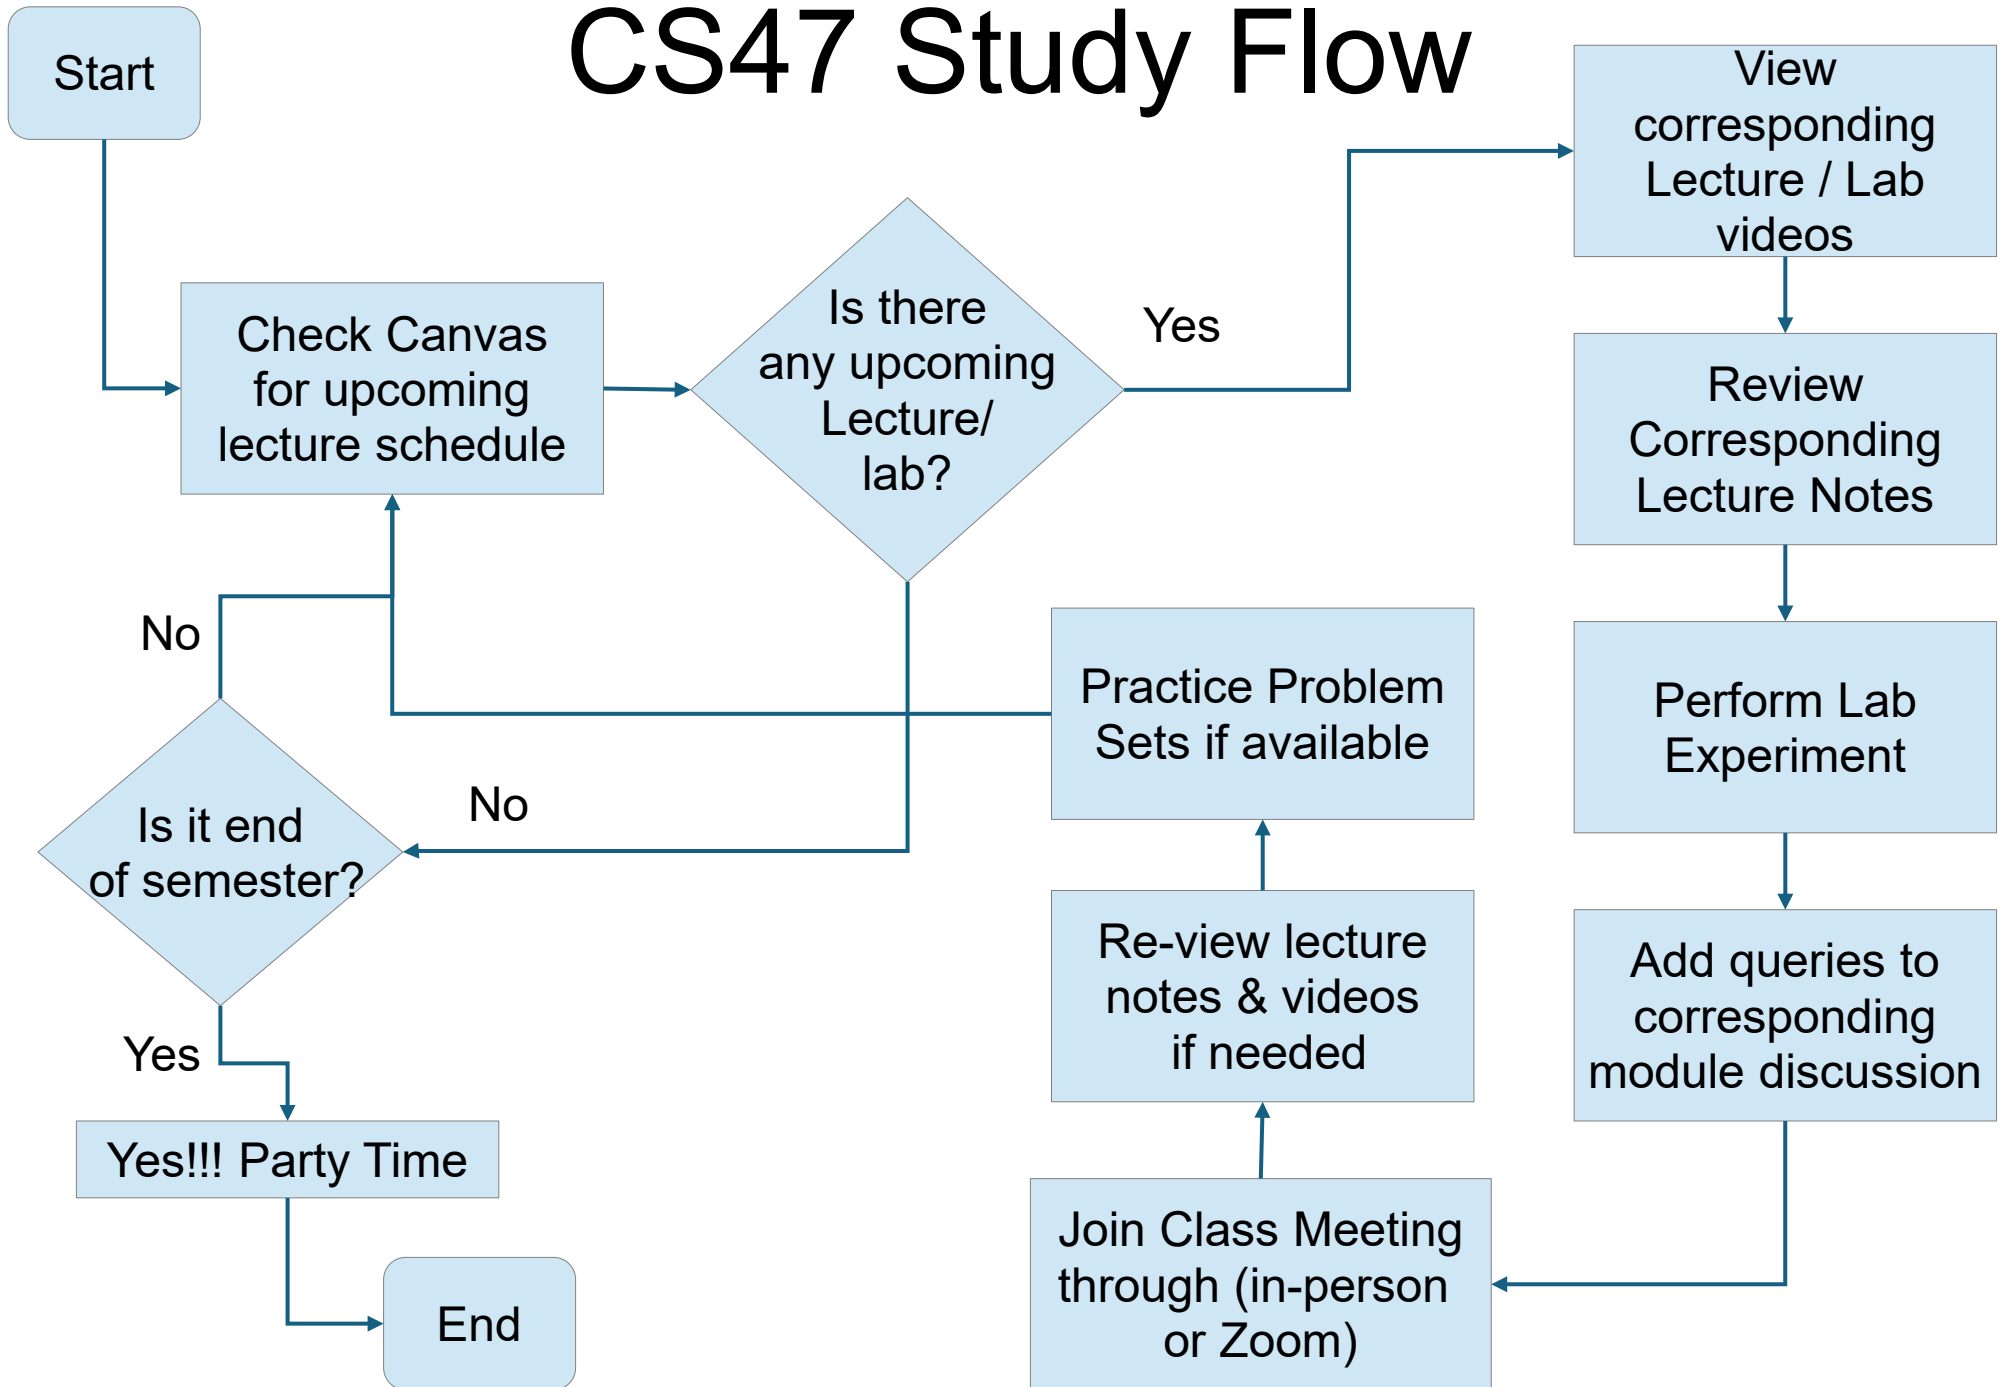 CS47 Study Flow
Start
Check Canvas
for upcoming
lecture schedule
Is there
any upcoming
Lecture/
lab?
Yes
View
corresponding
Lecture / Lab
videos
Review
Corresponding
Lecture Notes
Perform Lab
Experiment
Add queries to
corresponding
module discussion
Join Class Meeting
through (in-person
or Zoom)
Re-view lecture
notes & videos
if needed
Practice Problem
Sets if available
No
Is it end
of semester?
No
Yes
Yes!!! Party Time
End